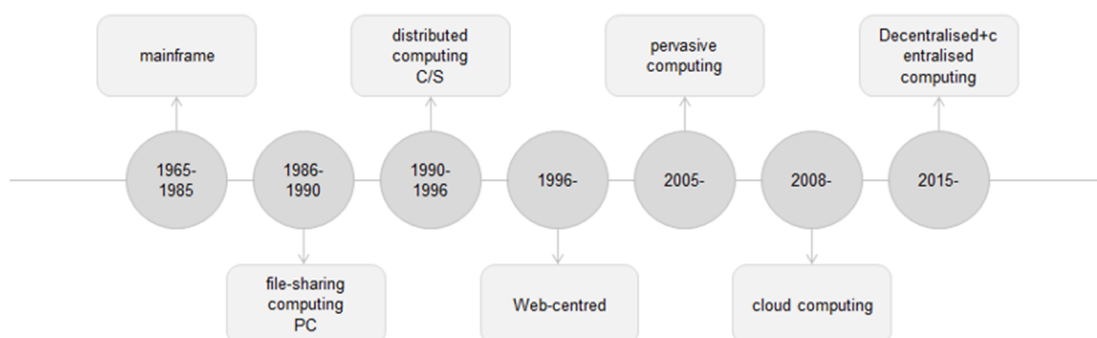 mainframe
distributed
computing
C/S
pervasive
computing
Decentralised+c
entralised
computing
1965-
1985
1986-
1990
1990-
1996
1996-
2005-
2008-
2015-
file-sharing
computing
PC
Web-centred
cloud computing